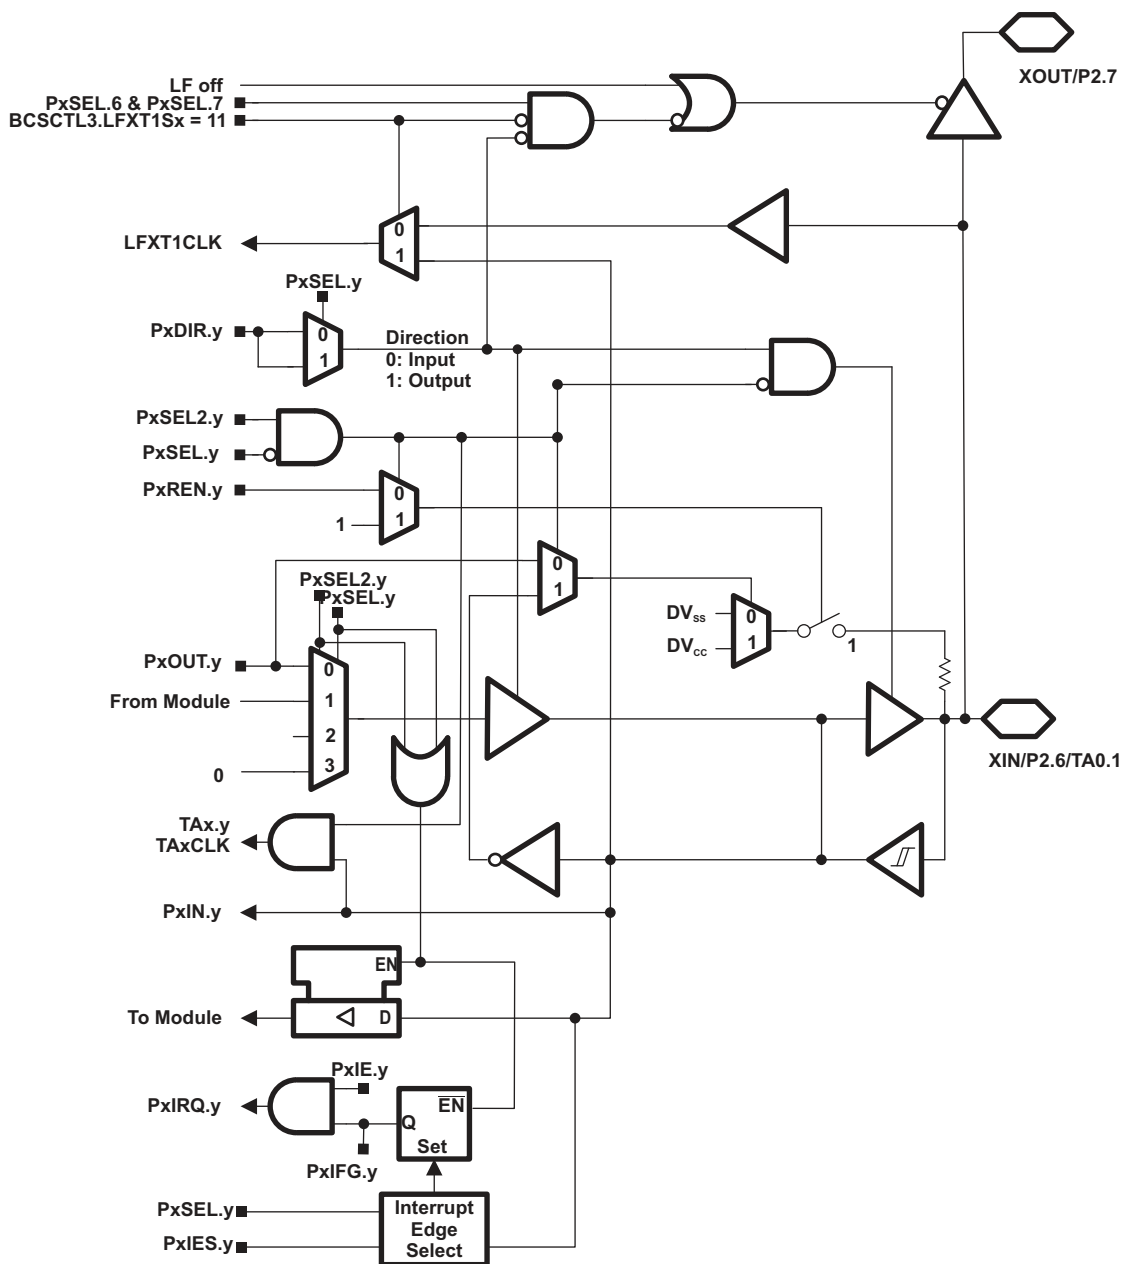 XOUT/P2.7
LF off
PxSEL.6 & PxSEL.7
BCSCTL3.LFXT1Sx = 11
0
LFXT1CLK
1
PxSEL.y
PxDIR.y
0
1
Direction
0: Input
1: Output
PxSEL2.y
PxSEL.y
PxREN.y
0
1
1
0
1
PxSEL2.y
PxSEL.y
DVSS
0
DVCC
1
1
PxOUT.y
0
From Module
1
2
0
3
XIN/P2.6/TA0.1
TAx.y
TAxCLK
PxIN.y
EN
To Module
D
PxIE.y
PxIRQ.y
EN
Q
Set
PxIFG.y
PxSEL.y
PxIES.y
Interrupt
Edge
Select